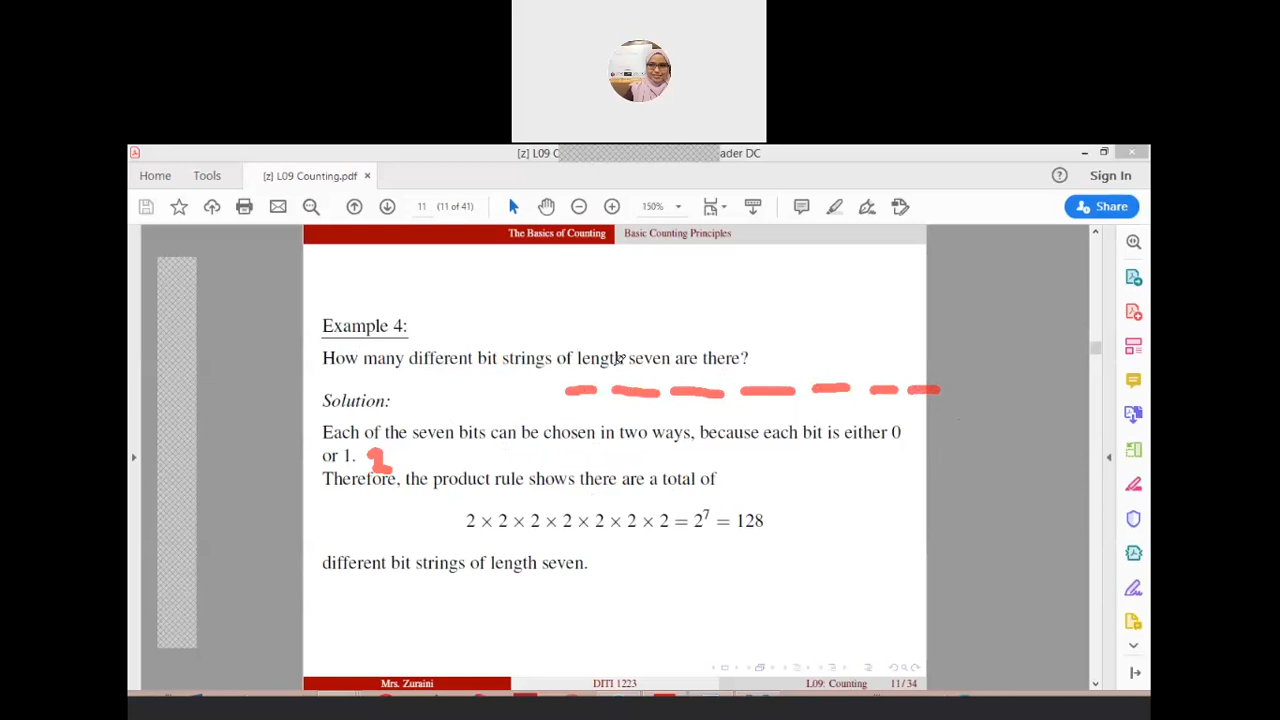 [z] L09 C
ader DC
Home Tools [z] L09 Counting.pdf × Sign In
11 (11 of 41) 150% Share
The Basics of Counting Basic Counting Principles
Example 4:
How many different bit strings of length seven are there?
Solution:
Each of the seven bits can be chosen in two ways, because each bit is either 0
or 1. 2
Therefore, the product rule shows there are a total of
2 × 2 × 2 × 2 × 2 × 2 × 2 = 2⁷ = 128
different bit strings of length seven.
Mrs. Zuraini DITI 1223 L09: Counting 11/34